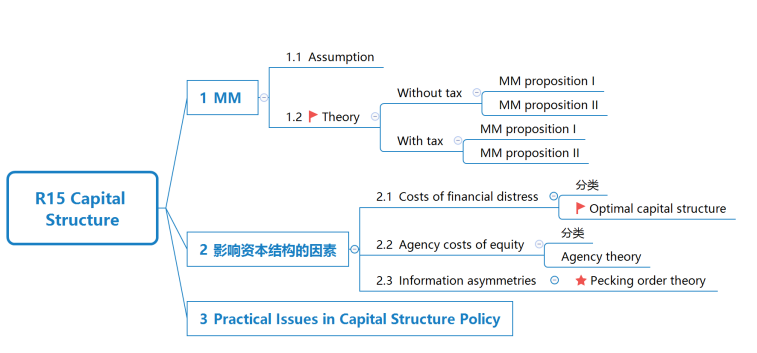 R15 Capital
Structure
1 MM
1.1 Assumption
1.2 Theory
Without tax
MM proposition I
MM proposition II
With tax
MM proposition I
MM proposition II
2 影响资本结构的因素
2.1 Costs of financial distress
分类
Optimal capital structure
2.2 Agency costs of equity
分类
Agency theory
2.3 Information asymmetries
Pecking order theory
3 Practical Issues in Capital Structure Policy